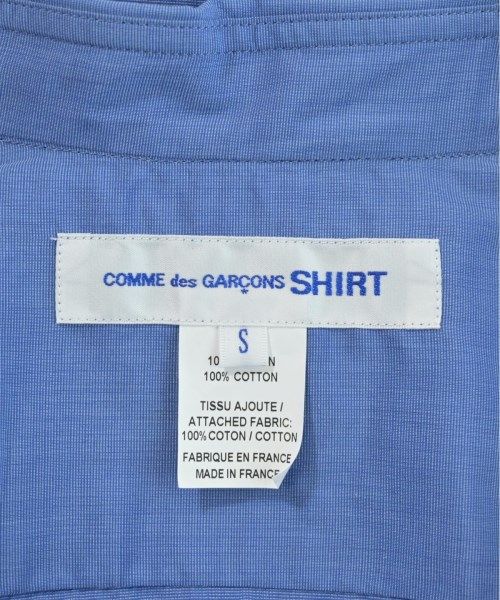 COMME des GARÇONS SHIRT
S
100% COTTON
TISSU AJOUTE /
ATTACHED FABRIC:
100% COTON / COTTON
FABRIQUE EN FRANCE
MADE IN FRANCE